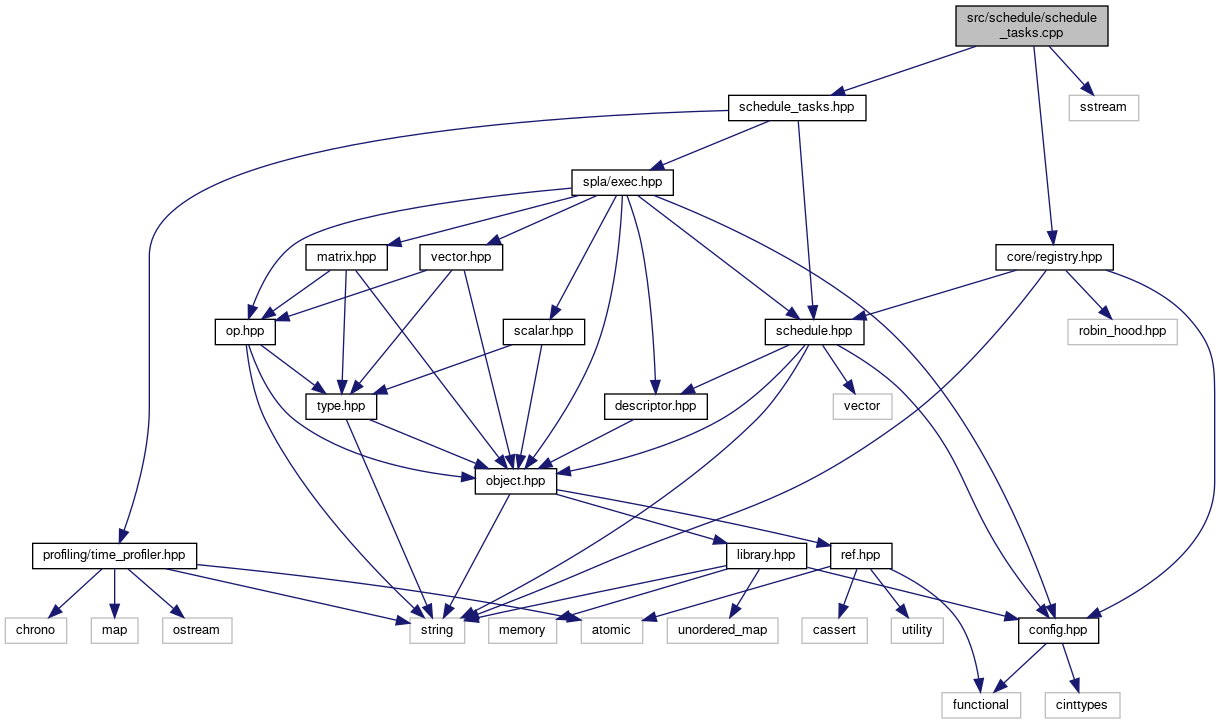 src/schedule/schedule
_tasks.cpp
schedule_tasks.hpp
sstream
spla/exec.hpp
matrix.hpp
vector.hpp
core/registry.hpp
op.hpp
scalar.hpp
schedule.hpp
robin_hood.hpp
type.hpp
descriptor.hpp
vector
object.hpp
profiling/time_profiler.hpp
library.hpp
ref.hpp
chrono
map
ostream
string
memory
atomic
unordered_map
cassert
utility
config.hpp
functional
cinttypes